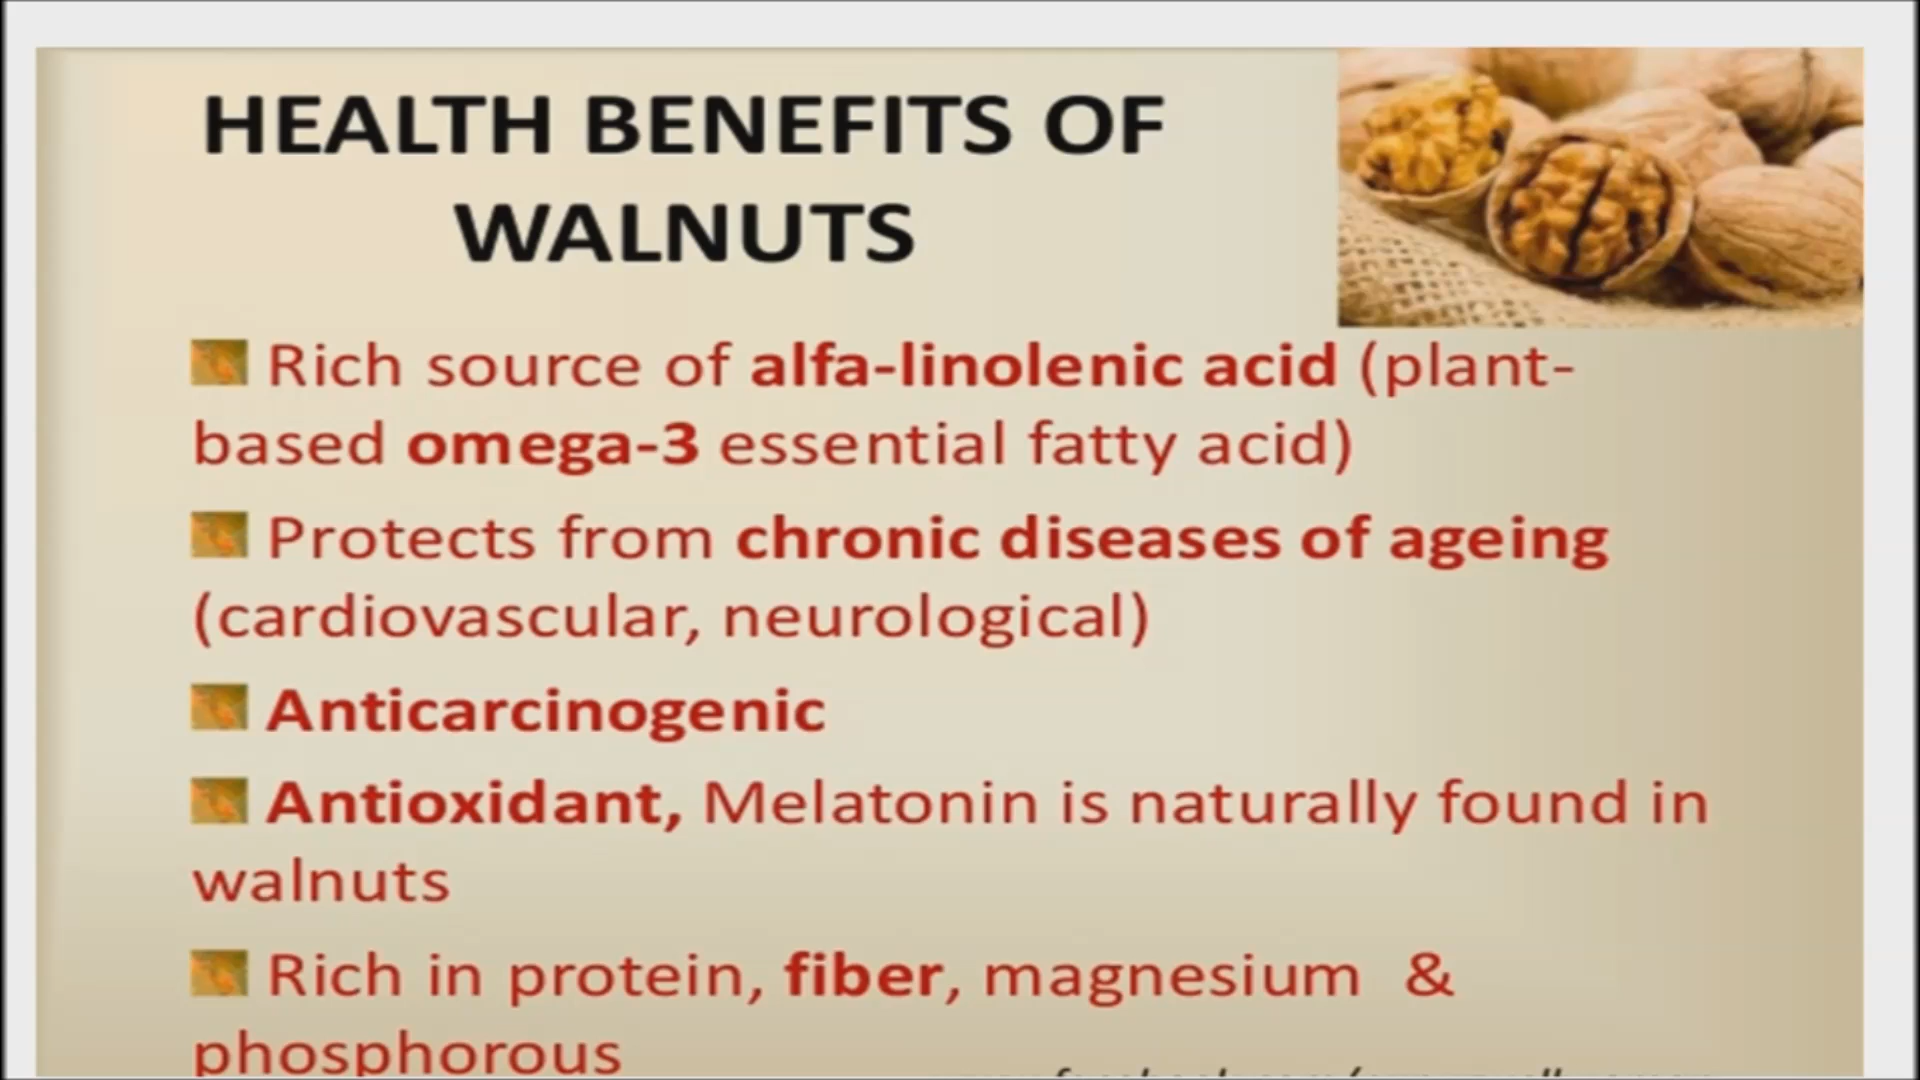 HEALTH BENEFITS OF
WALNUTS
Rich source of alfa-linolenic acid (plant-
based omega-3 essential fatty acid)
Protects from chronic diseases of ageing
(cardiovascular, neurological)
Anticarcinogenic
Antioxidant, Melatonin is naturally found in
walnuts
Rich in protein, fiber, magnesium &
phosphorous